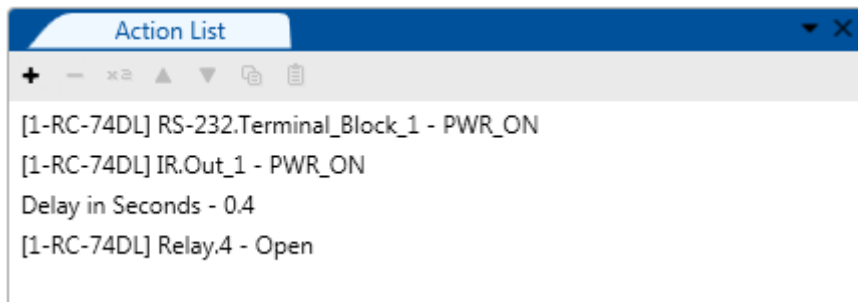 Action List
x2
[1-RC-74DL] RS-232.Terminal_Block_1 - PWR_ON
[1-RC-74DL] IR.Out_1 - PWR_ON
Delay in Seconds - 0.4
[1-RC-74DL] Relay.4 - Open